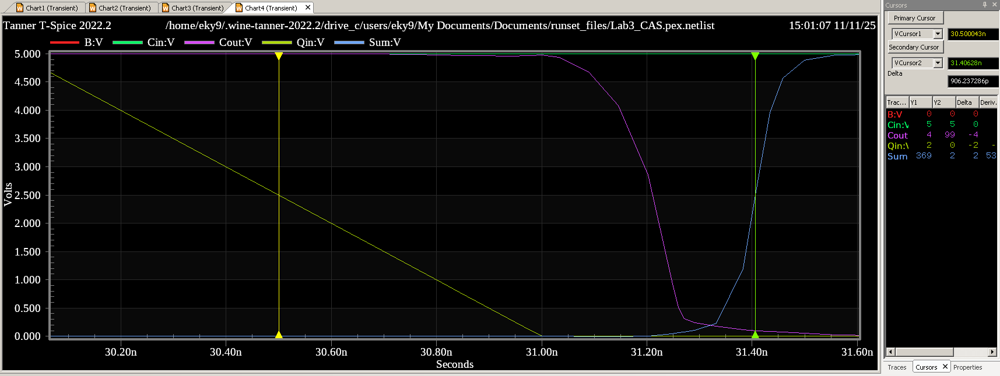 Chart1 (Transient) Chart2 (Transient) Chart3 (Transient) Chart4 (Transient)
Tanner T-Spice 2022.2 /home/eky9/.wine-tanner-2022.2/drive_c/users/eky9/My Documents/Documents/runset_files/Lab3_CAS.pex.netlist 15:01:07 11/11/25
B:V Cin:V Cout:V Qin:V Sum:V
5.000
4.500
4.000
3.500
3.000
2.500
2.000
1.500
1.000
0.500
0.000
Volts
30.20n 30.40n 30.60n 30.80n 31.00n 31.20n 31.40n 31.60n
Seconds
Cursors
Primary Cursor
VCursor1 30.500043n
Secondary Cursor
VCursor2 31.40628n
Delta
906.237286p
Trac... Y1 Y2 Delta Deriv.
B:V 0 0 0
Cin:V 5 5 0
Cout 4 99 -4
Qin:V 2 0 -2 -
Sum 369 2 2 53
Traces Cursors Properties